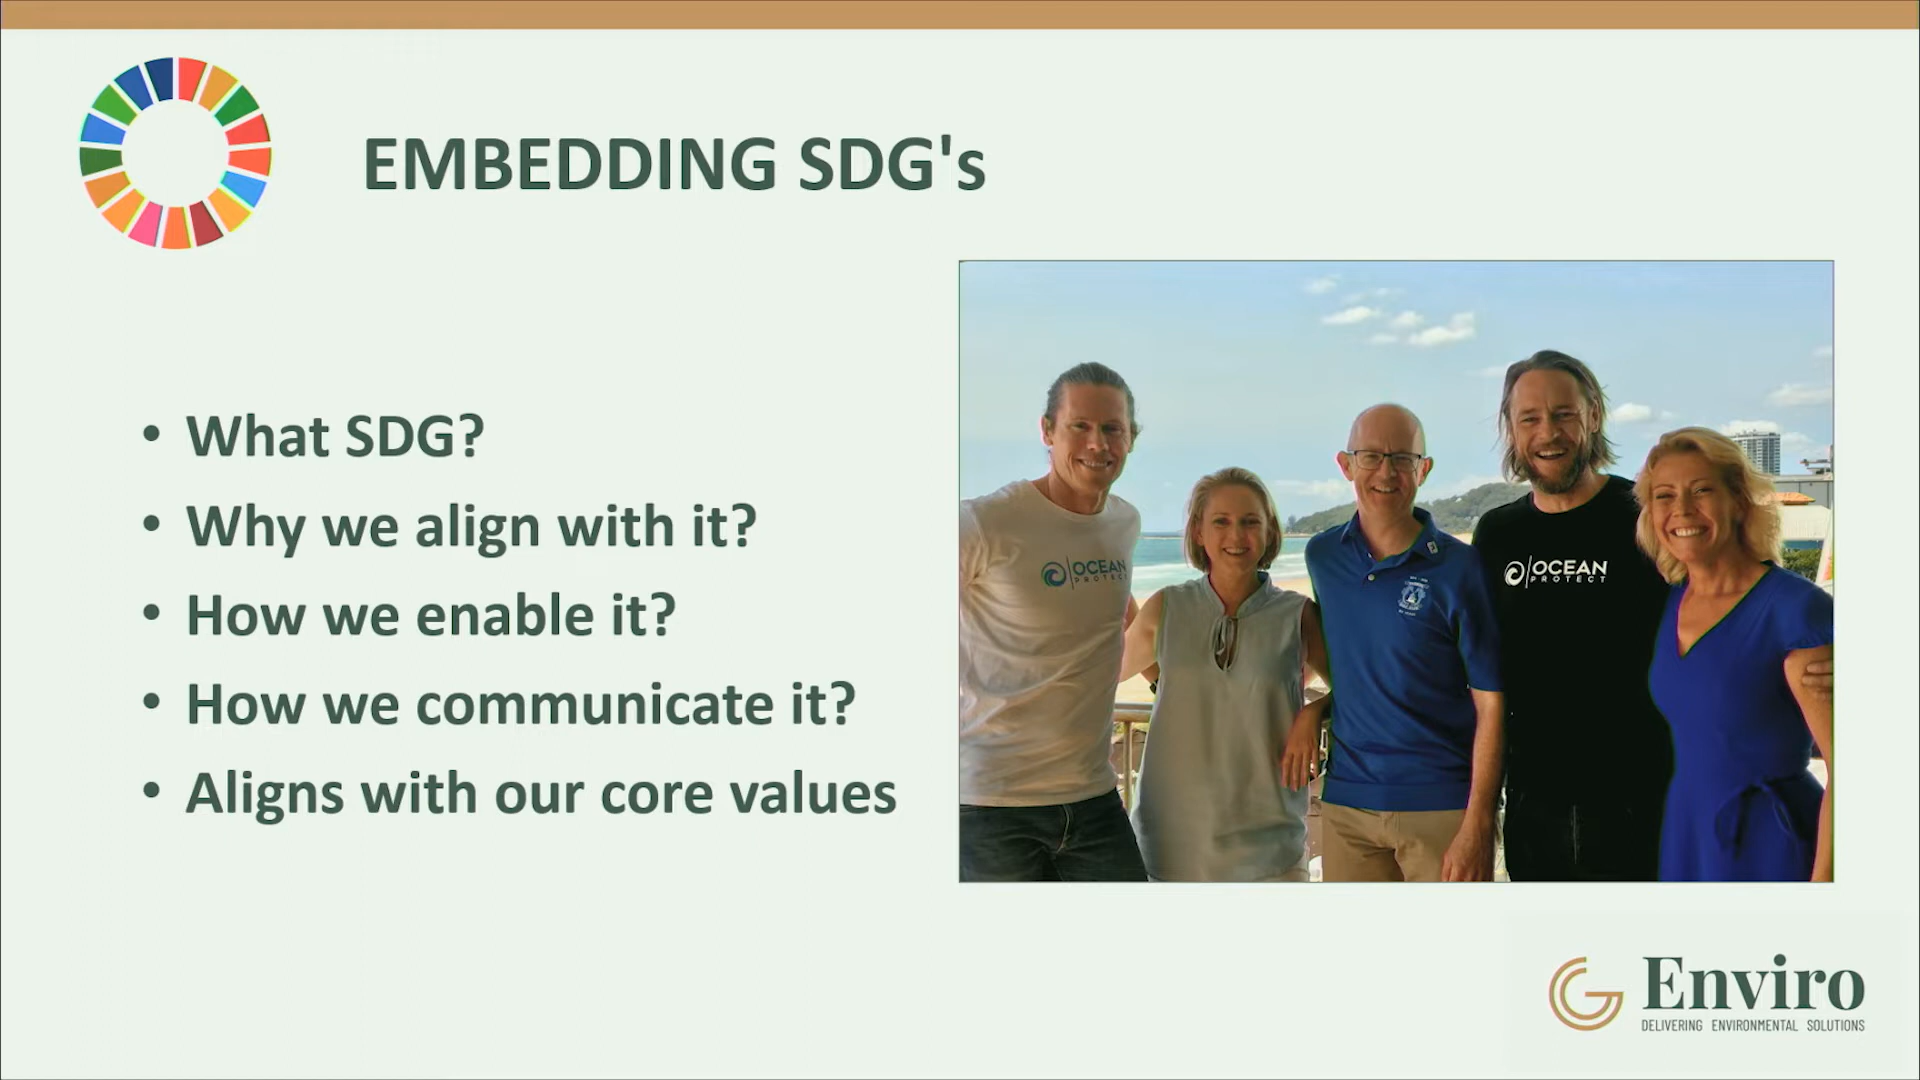 EMBEDDING SDG's
• What SDG?
• Why we align with it?
• How we enable it?
• How we communicate it?
• Aligns with our core values
OCEAN
PROTECT
OCEAN
PROTECT
G Enviro
DELIVERING ENVIRONMENTAL SOLUTIONS